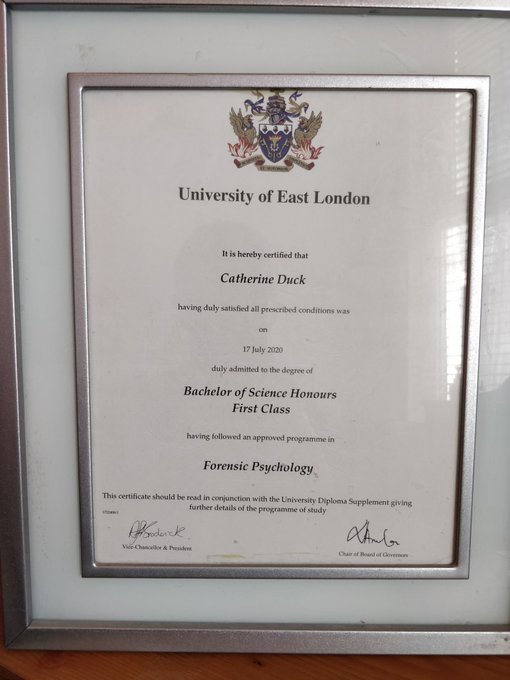 University of East London
It is hereby certified that
Catherine Duck
having duly satisfied all prescribed conditions was
on
17 July 2020
duly admitted to the degree of
Bachelor of Science Honours
First Class
having followed an approved programme in
Forensic Psychology
This certificate should be read in conjunction with the University Diploma Supplement giving
further details of the programme of study
Vice-Chancellor & President
Chair of Board of Governors